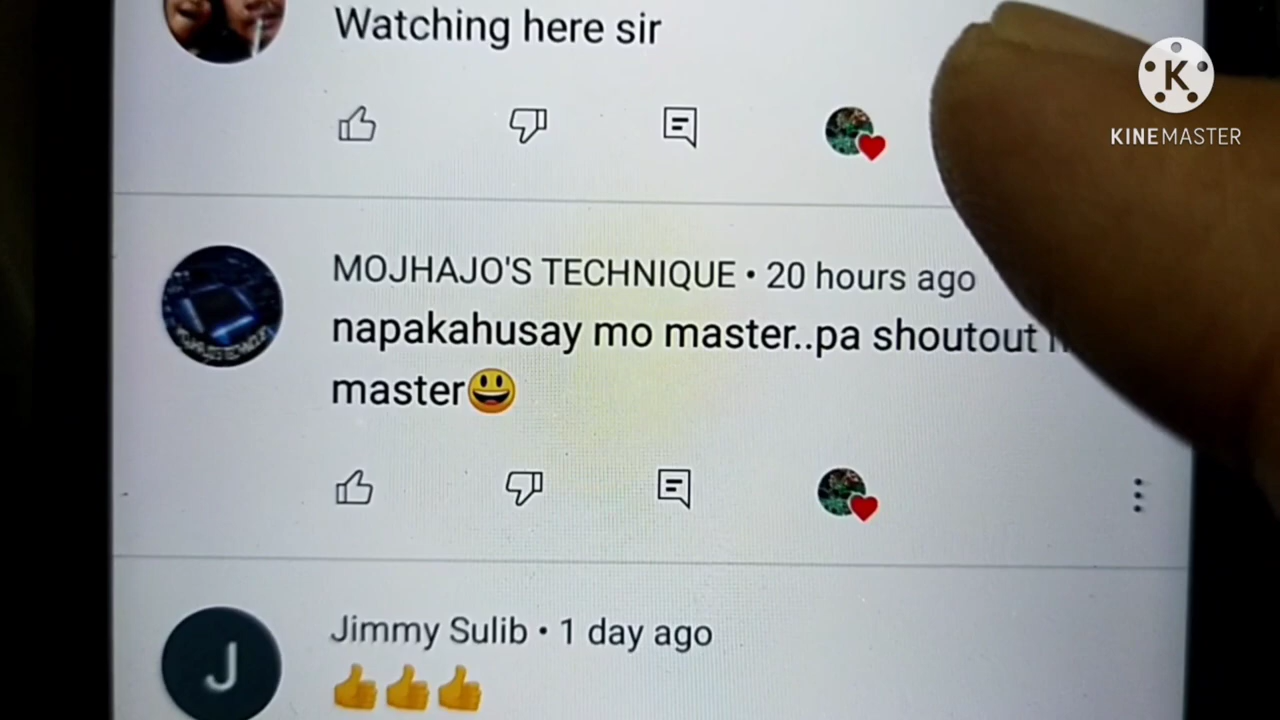 Watching here sir
KINEMASTER
MOJHAJO'S TECHNIQUE • 20 hours ago
napakahusay mo master..pa shoutout
master😃
J
Jimmy Sulib • 1 day ago
👍👍👍